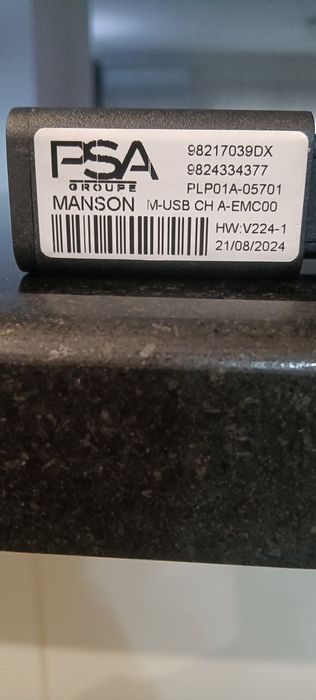 PSA
GROUPE
98217039DX
9824334377
PLP01A-05701
MANSON M-USB CH A-EMC00
HW:V224-1
21/08/2024